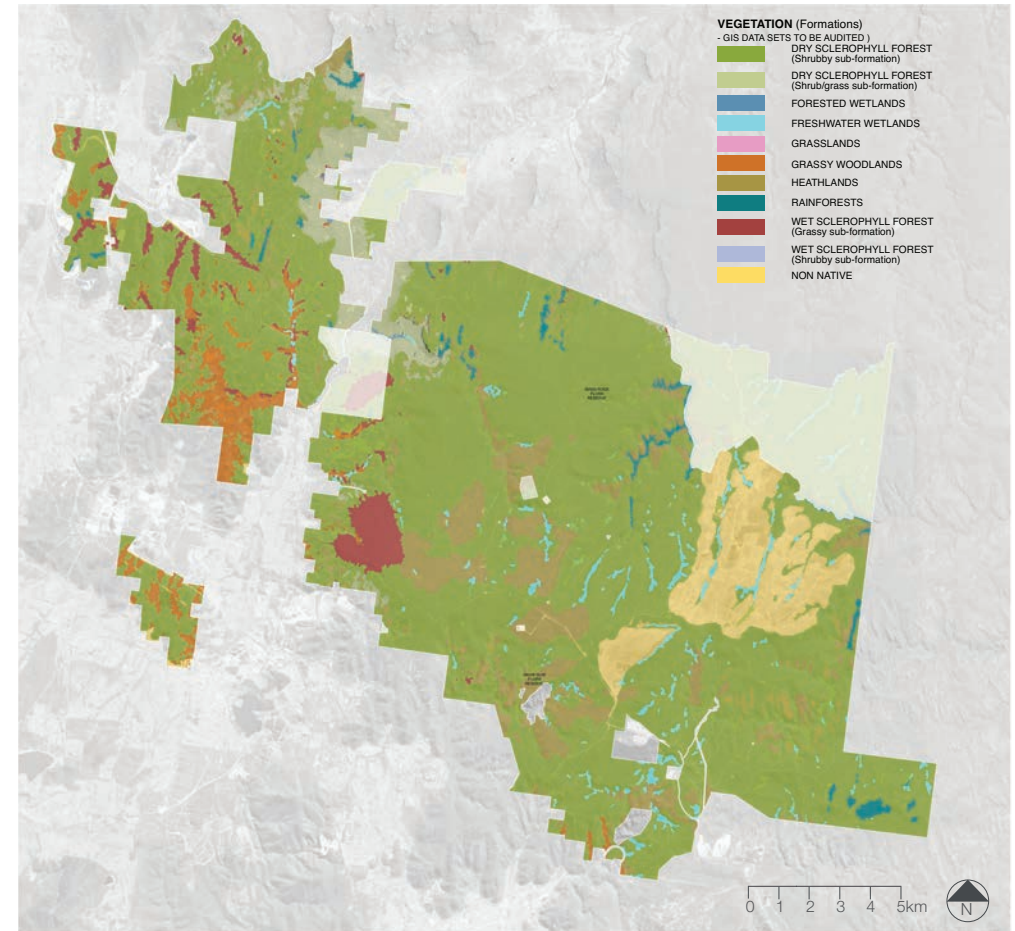 VEGETATION (Formations)
- GIS DATA SETS TO BE AUDITED )
DRY SCLEROPHYLL FOREST
(Shrubby sub-formation)
DRY SCLEROPHYLL FOREST
(Shrub/grass sub-formation)
FORESTED WETLANDS
FRESHWATER WETLANDS
GRASSLANDS
GRASSY WOODLANDS
HEATHLANDS
RAINFORESTS
WET SCLEROPHYLL FOREST
(Grassy sub-formation)
WET SCLEROPHYLL FOREST
(Shrubby sub-formation)
NON NATIVE
0 1 2 3 4 5km
N